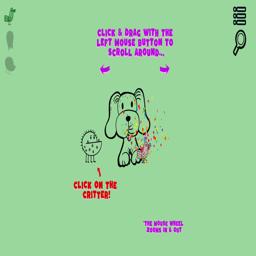 CLICK & DRAG WITH THE
LEFT MOUSE BUTTON TO
SCROLL AROUND...
CLICK ON THE
CRITTER!
*THE MOUSE WHEEL
ZOOMS IN & OUT